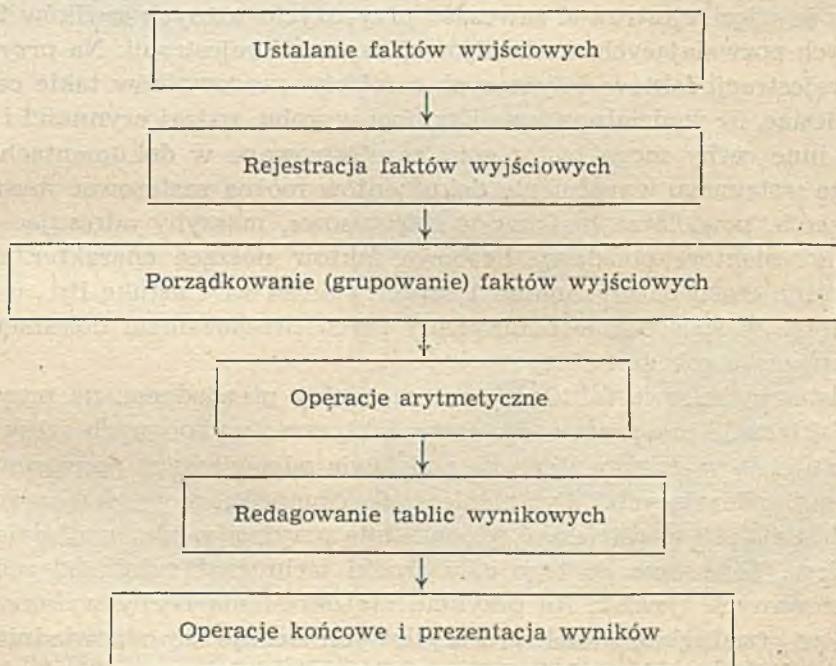 Ustalanie faktów wyjściowych
Rejestracja faktów wyjściowych
Porządkowanie (grupowanie) faktów wyjściowych
Operacje arytmetyczne
Redagowanie tablic wynikowych
Operacje końcowe i prezentacja wyników